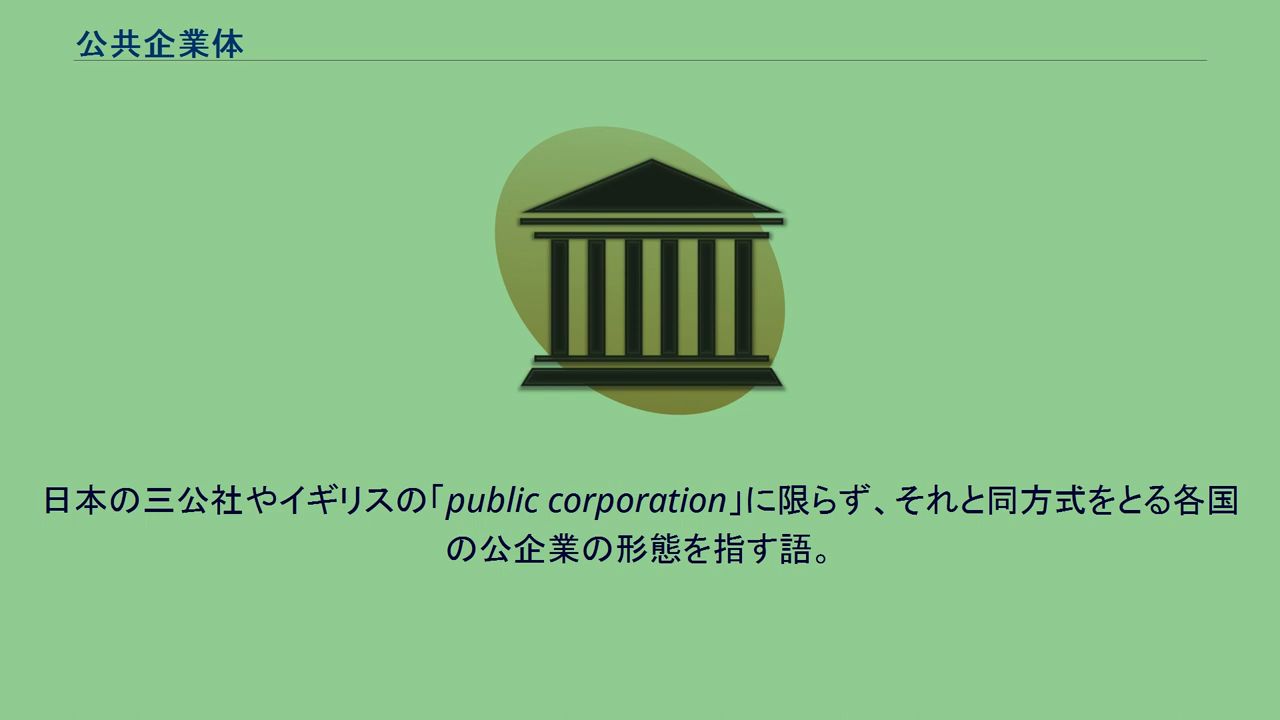 公共企業体
日本の三公社やイギリスの「public corporation」に限らず、それと同方式をとる各国
の公企業の形態を指す語。